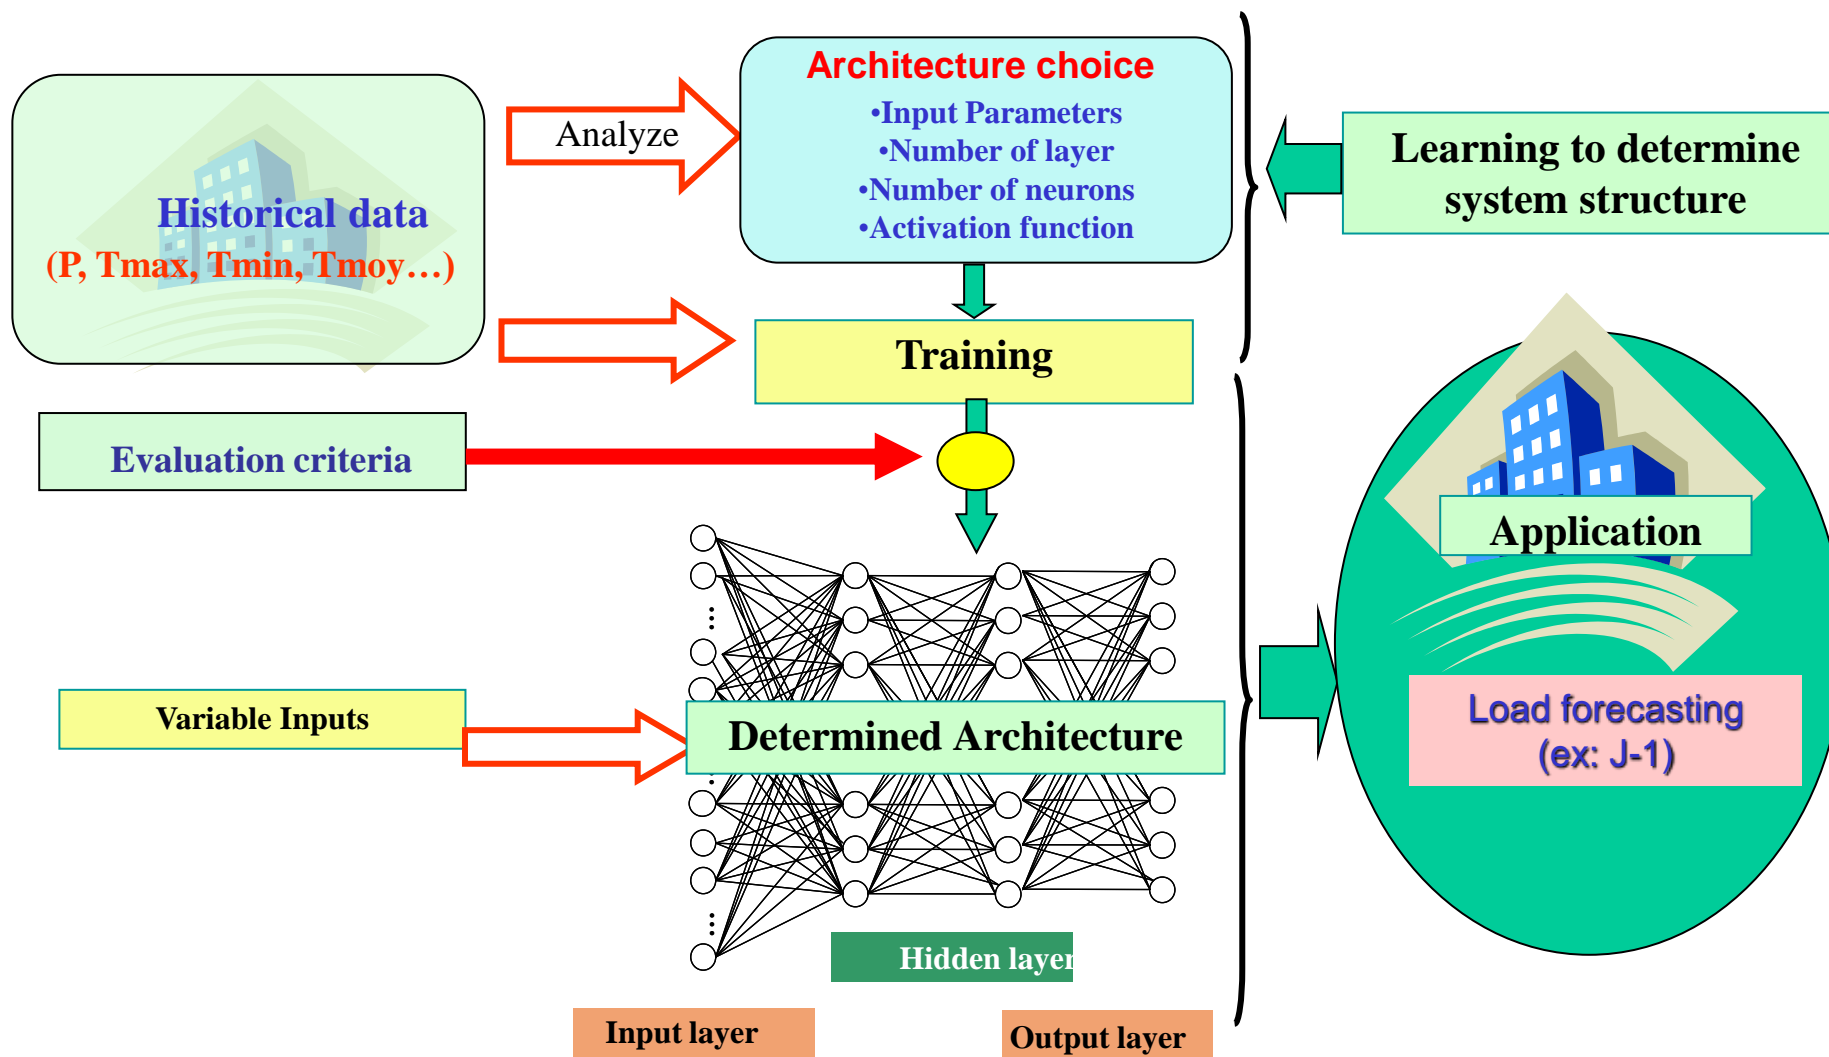 Architecture choice
•Input Parameters
•Number of layer
•Number of neurons
•Activation function
Analyze
Historical data
(P, Tmax, Tmin, Tmoy…)
Learning to determine
system structure
Training
Evaluation criteria
Application
Variable Inputs
Determined Architecture
Load forecasting
(ex: J-1)
Hidden layer
Input layer
Output layer